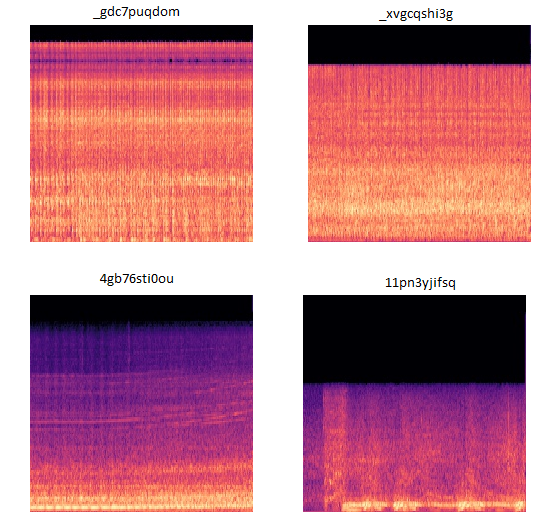 _gdc7puqdom
_xvgcqshi3g
4gb76sti0ou
11pn3yjifsq